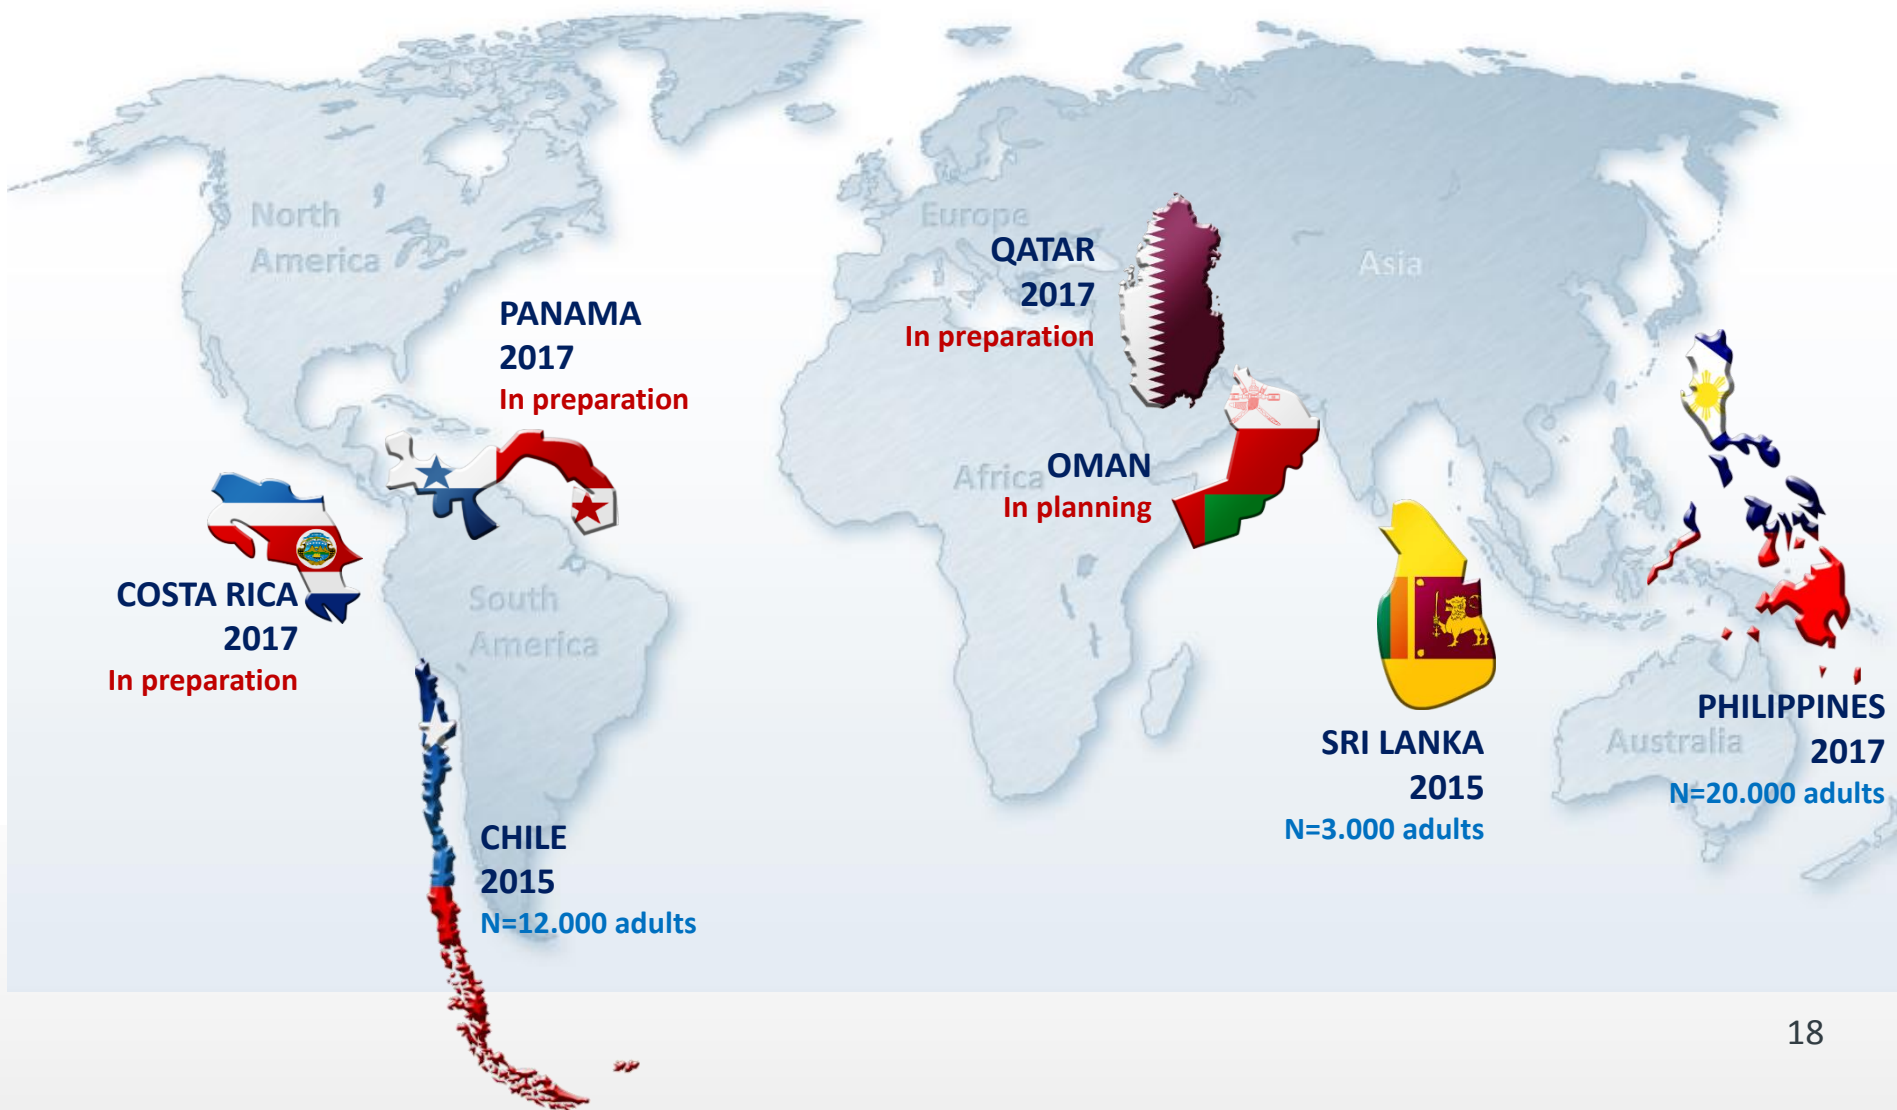 North
America
Europe
Asia
QATAR
2017
In preparation
PANAMA
2017
In preparation
Africa
OMAN
In planning
COSTA RICA
2017
In preparation
South
America
SRI LANKA
2015
N=3.000 adults
Australia
PHILIPPINES
2017
N=20.000 adults
CHILE
2015
N=12.000 adults
18